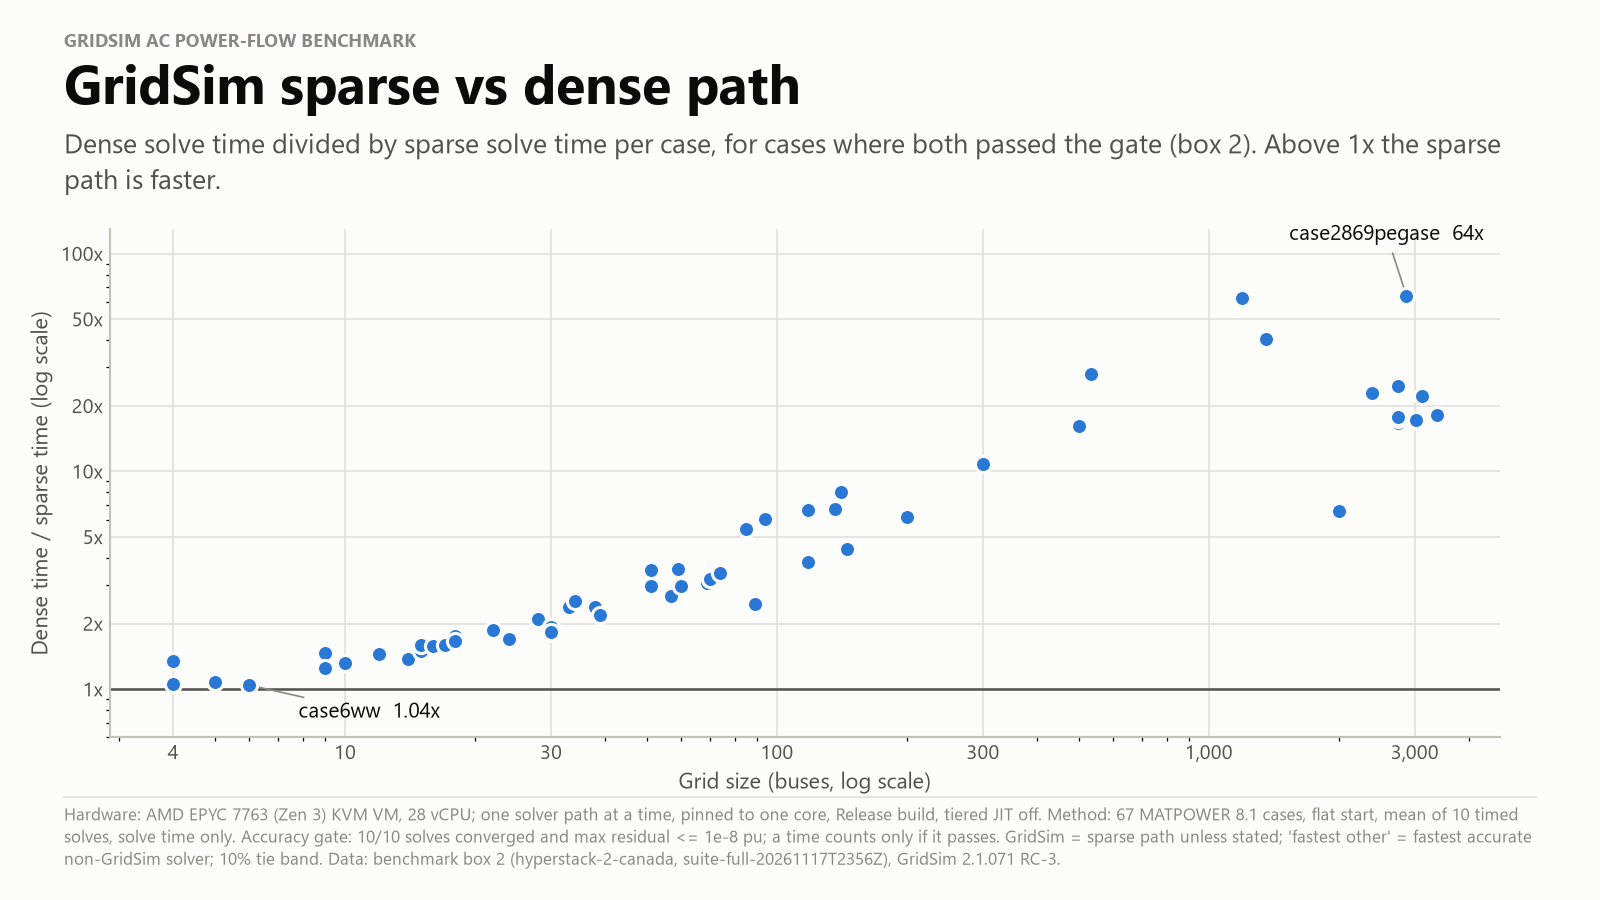 GRIDSIM AC POWER-FLOW BENCHMARK
GridSim sparse vs dense path
Dense solve time divided by sparse solve time per case, for cases where both passed the gate (box 2). Above 1x the sparse
path is faster.
case2869pegase 64x
100x
50x
20x
10x
5x
2x
1x
Dense time / sparse time (log scale)
case6ww 1.04x
4 10 30 100 300 1,000 3,000
Grid size (buses, log scale)
Hardware: AMD EPYC 7763 (Zen 3) KVM VM, 28 vCPU; one solver path at a time, pinned to one core, Release build, tiered JIT off. Method: 67 MATPOWER 8.1 cases, flat start, mean of 10 timed
solves, solve time only. Accuracy gate: 10/10 solves converged and max residual <= 1e-8 pu; a time counts only if it passes. GridSim = sparse path unless stated; 'fastest other' = fastest accurate
non-GridSim solver; 10% tie band. Data: benchmark box 2 (hyperstack-2-canada, suite-full-20261117T2356Z), GridSim 2.1.071 RC-3.